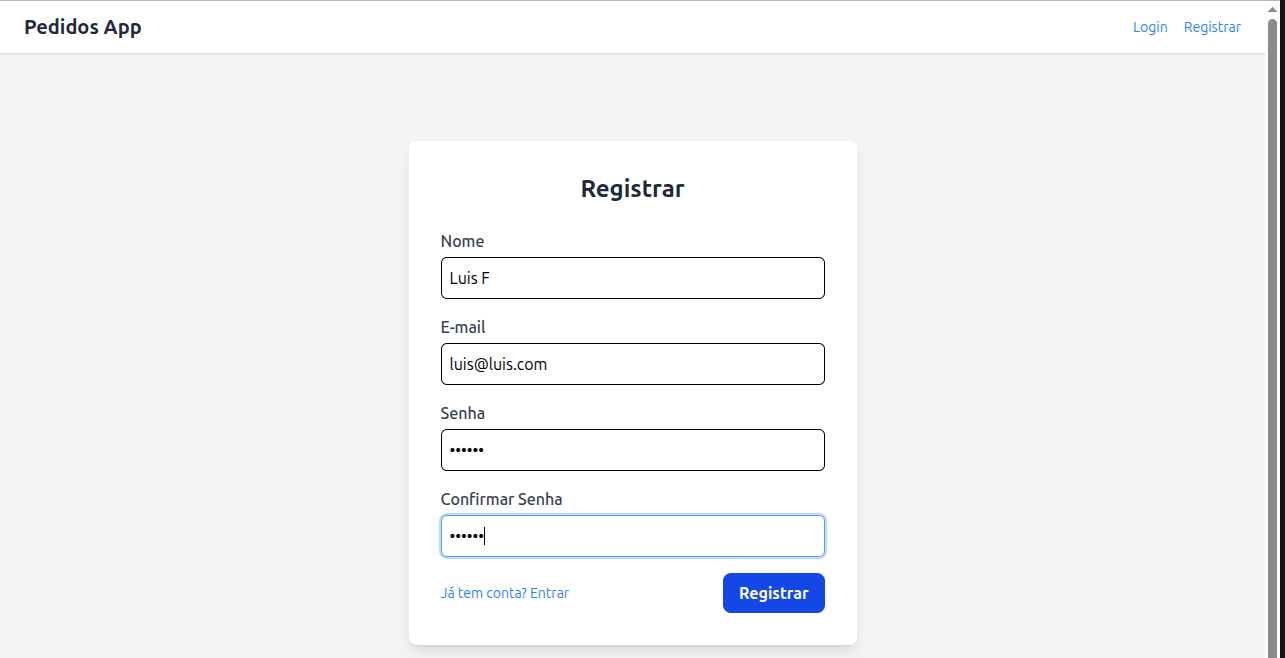 Pedidos App
Login Registrar
Registrar
Nome
Luis F
E-mail
luis@luis.com
Senha
••••••
Confirmar Senha
••••••
Já tem conta? Entrar
Registrar